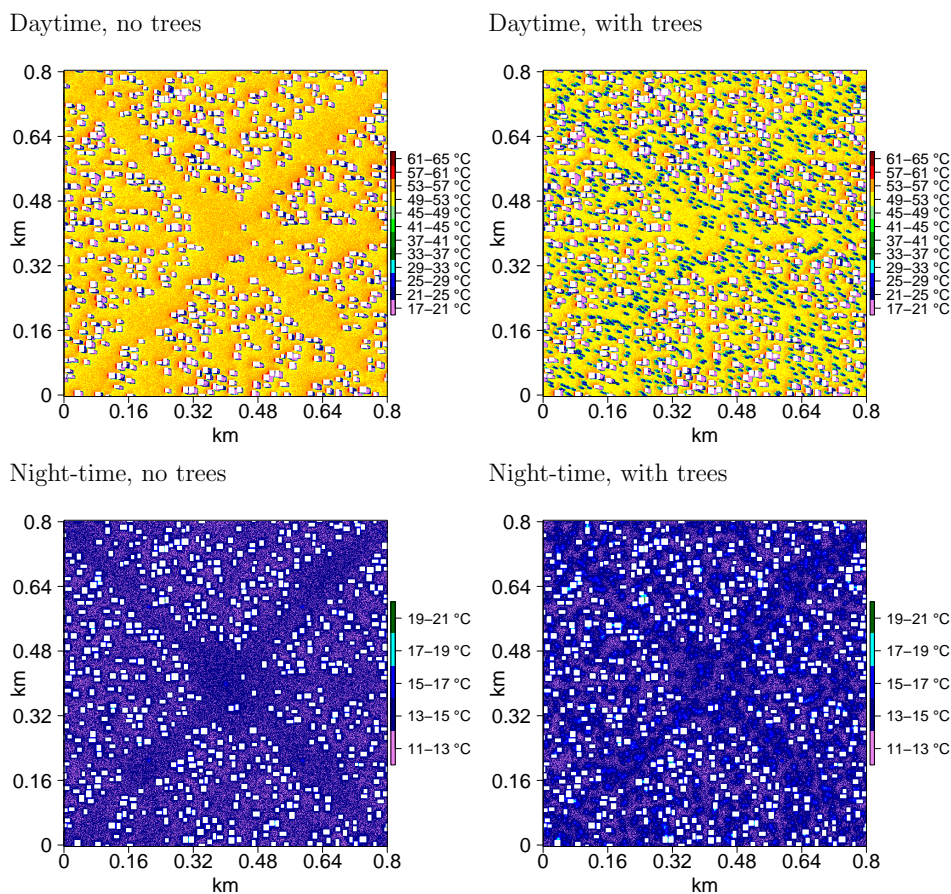 Daytime, no trees
0.8
0.64
0.48
0.32
0.16
0
km
0
0.16
0.32
0.48
0.64
0.8
km
61–65 °C
57–61 °C
53–57 °C
49–53 °C
45–49 °C
41–45 °C
37–41 °C
33–37 °C
29–33 °C
25–29 °C
21–25 °C
17–21 °C
Daytime, with trees
0.8
0.64
0.48
0.32
0.16
0
km
0
0.16
0.32
0.48
0.64
0.8
km
61–65 °C
57–61 °C
53–57 °C
49–53 °C
45–49 °C
41–45 °C
37–41 °C
33–37 °C
29–33 °C
25–29 °C
21–25 °C
17–21 °C
Night-time, no trees
0.8
0.64
0.48
0.32
0.16
0
km
0
0.16
0.32
0.48
0.64
0.8
km
19–21 °C
17–19 °C
15–17 °C
13–15 °C
11–13 °C
Night-time, with trees
0.8
0.64
0.48
0.32
0.16
0
km
0
0.16
0.32
0.48
0.64
0.8
km
19–21 °C
17–19 °C
15–17 °C
13–15 °C
11–13 °C